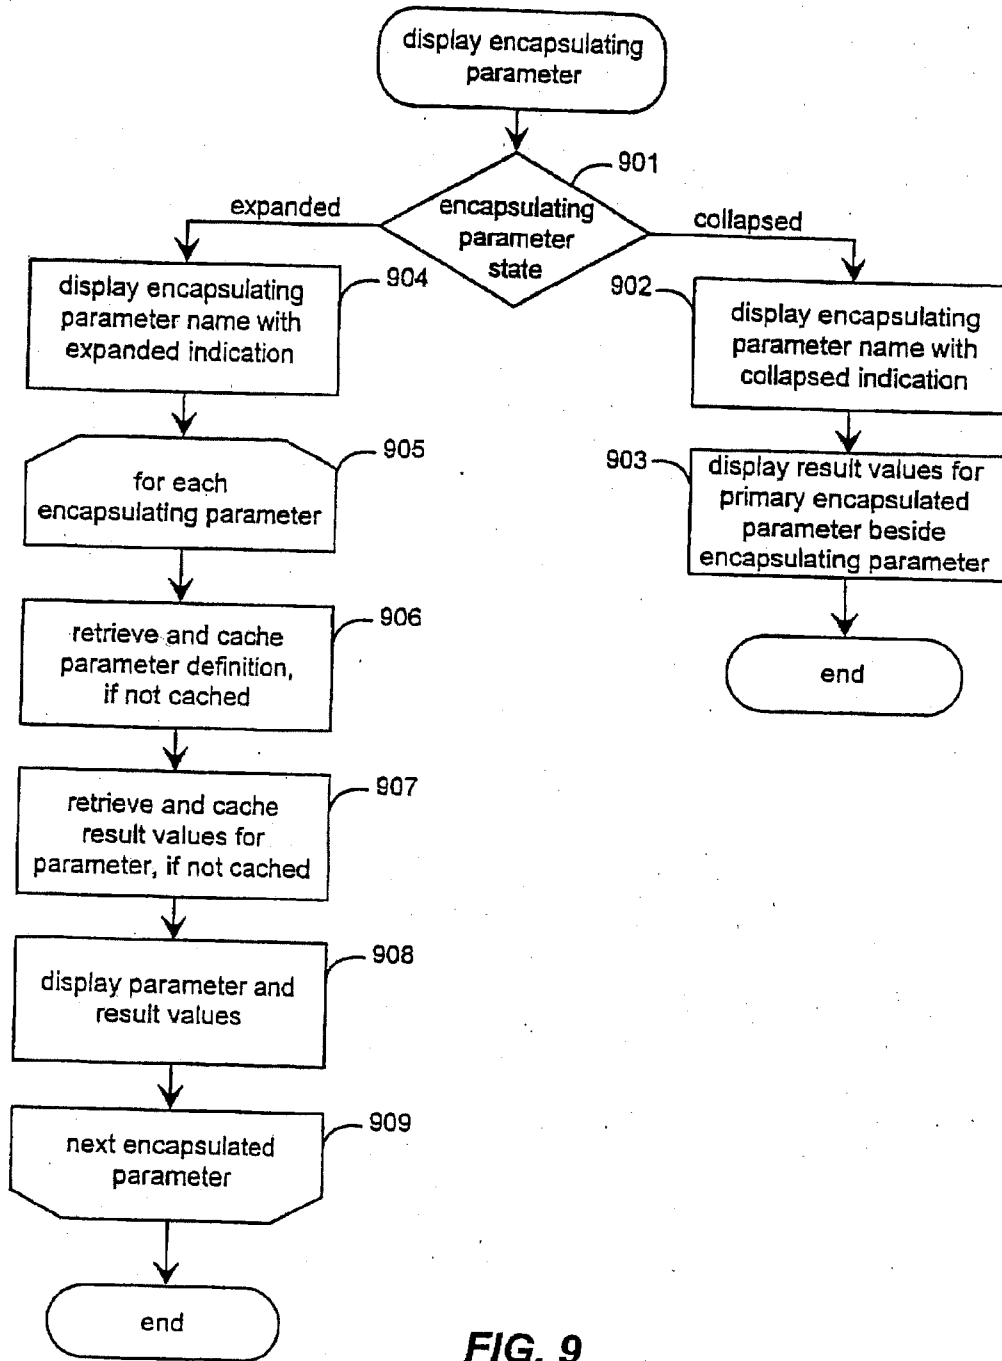 display encapsulating
parameter
901
expanded
encapsulating
parameter
state
collapsed
904
display encapsulating
parameter name with
expanded indication
902
display encapsulating
parameter name with
collapsed indication
905
for each
encapsulating parameter
903
display result values for
primary encapsulated
parameter beside
encapsulating parameter
906
retrieve and cache
parameter definition,
if not cached
end
907
retrieve and cache
result values for
parameter, if not cached
908
display parameter and
result values
909
next encapsulated
parameter
end
FIG. 9